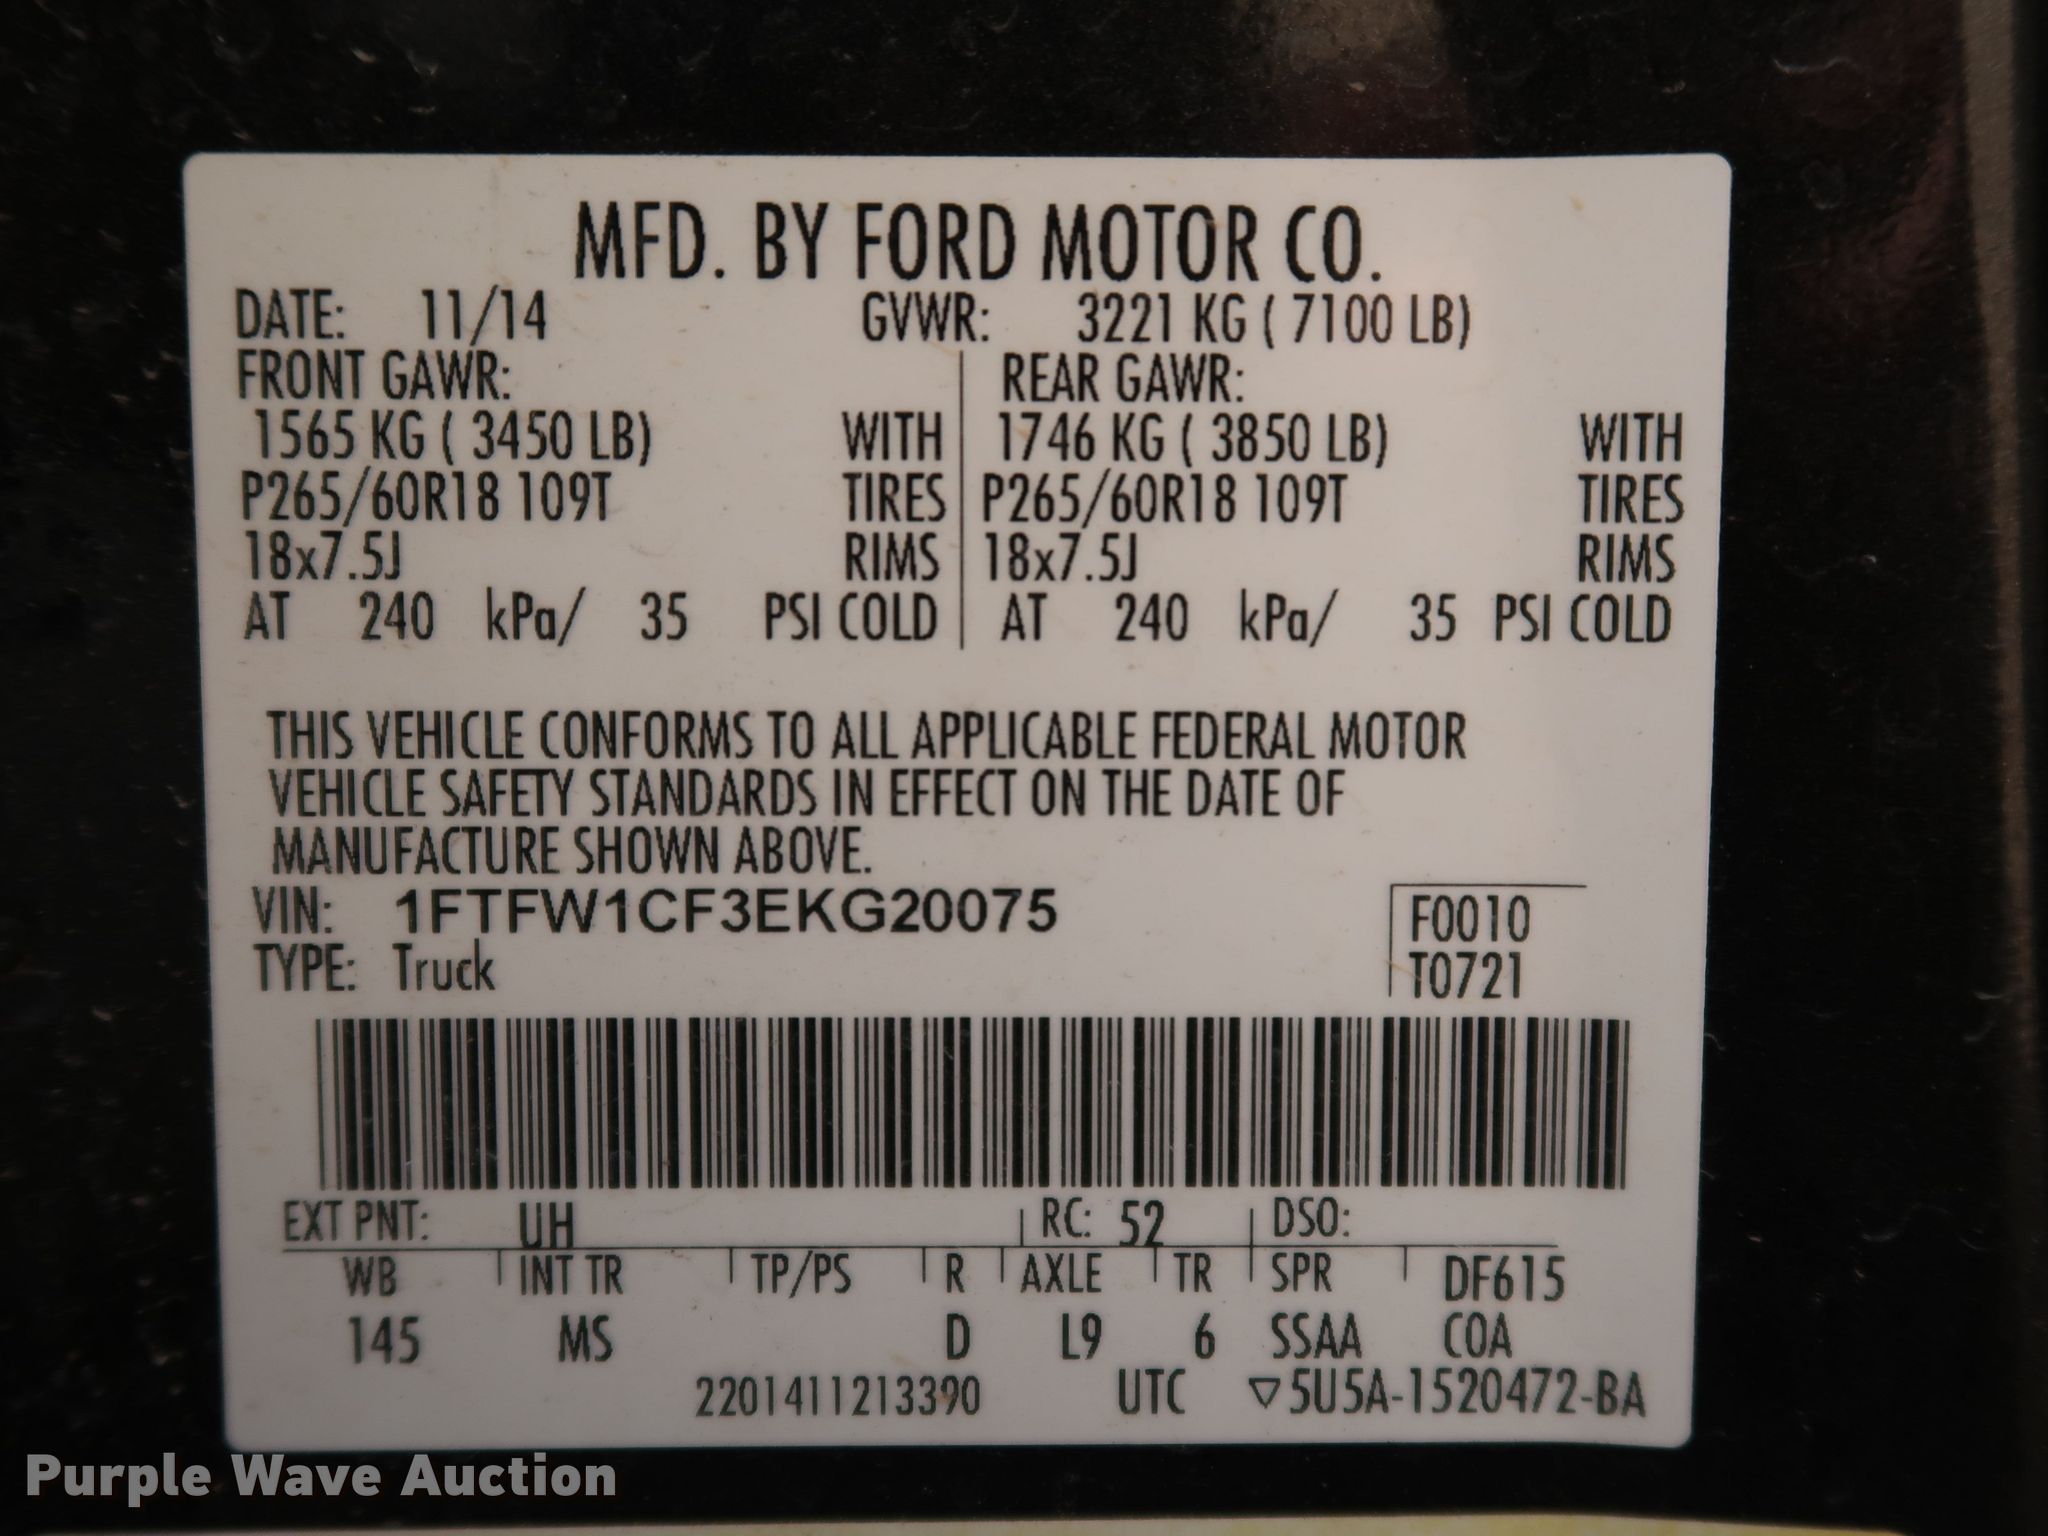 MFD. BY FORD MOTOR CO.
DATE: 11/14 GVWR: 3221 KG ( 7100 LB)
FRONT GAWR: REAR GAWR:
1565 KG ( 3450 LB) WITH 1746 KG ( 3850 LB) WITH
P265/60R18 109T TIRES P265/60R18 109T TIRES
18x7.5J RIMS 18x7.5J RIMS
AT 240 kPa/ 35 PSI COLD AT 240 kPa/ 35 PSI COLD
THIS VEHICLE CONFORMS TO ALL APPLICABLE FEDERAL MOTOR
VEHICLE SAFETY STANDARDS IN EFFECT ON THE DATE OF
MANUFACTURE SHOWN ABOVE.
VIN: 1FTFW1CF3EKG20075 F0010
TYPE: Truck T0721
EXT PNT: UH RC: 52 DSO:
WB INT TR TP/PS R AXLE TR SPR DF615
145 MS D L9 6 SSAA COA
2201411213390 UTC ▽5U5A-1520472-BA
Purple Wave Auction